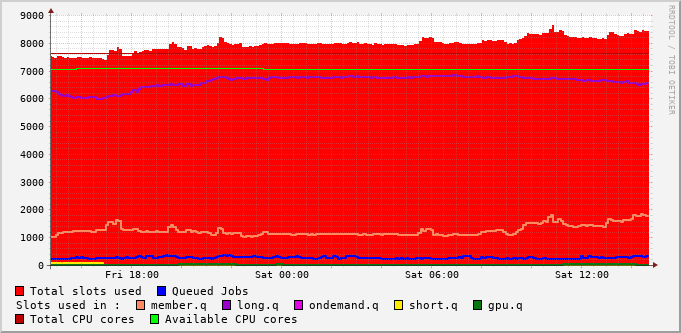 9000
8000
7000
6000
5000
4000
3000
2000
1000
0
Fri 18:00 Sat 00:00 Sat 06:00 Sat 12:00
RRDTOOL / TOBI OETIKER
Total slots used Queued Jobs
Slots used in : member.q long.q ondemand.q short.q gpu.q
Total CPU cores Available CPU cores